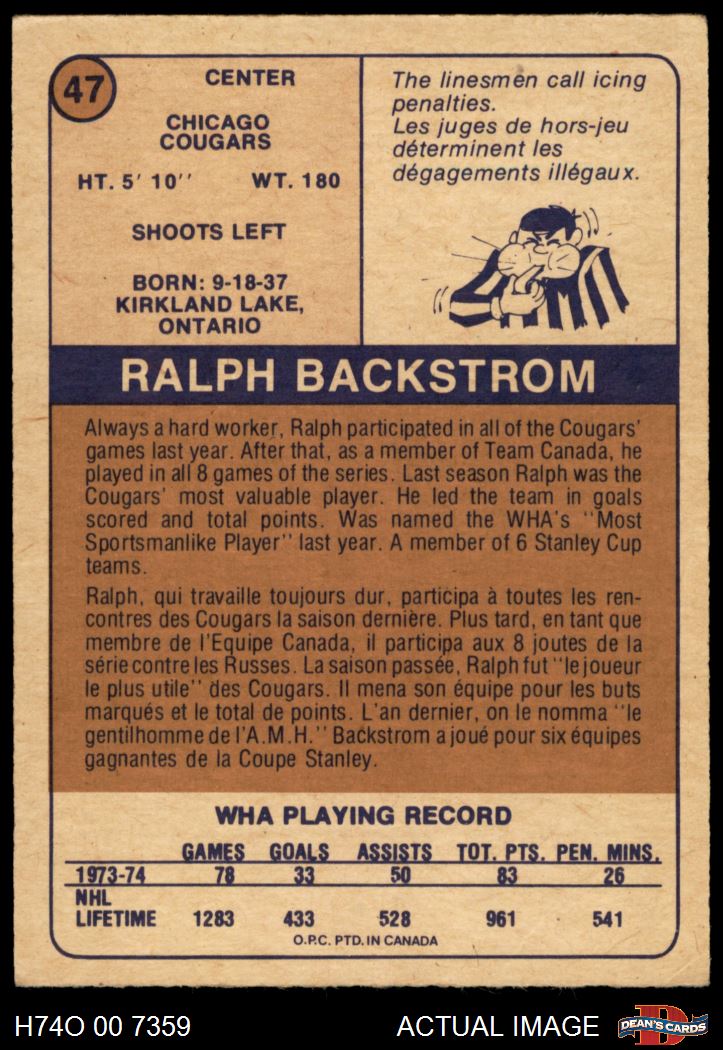 47
CENTER
CHICAGO
COUGARS
HT. 5' 10'' WT. 180
SHOOTS LEFT
BORN: 9-18-37
KIRKLAND LAKE,
ONTARIO
The linesmen call icing
penalties.
Les juges de hors-jeu
déterminent les
dégagements illégaux.
RALPH BACKSTROM
Always a hard worker, Ralph participated in all of the Cougars'
games last year. After that, as a member of Team Canada, he
played in all 8 games of the series. Last season Ralph was the
Cougars' most valuable player. He led the team in goals
scored and total points. Was named the WHA's "Most
Sportsmanlike Player" last year. A member of 6 Stanley Cup
teams.
Ralph, qui travaille toujours dur, participa à toutes les ren-
contres des Cougars la saison dernière. Plus tard, en tant que
membre de l'Equipe Canada, il participa aux 8 joutes de la
série contre les Russes. La saison passée, Ralph fut "le joueur
le plus utile" des Cougars. Il mena son équipe pour les buts
marqués et le total de points. L'an dernier, on le nomma "le
gentilhomme de l'A.M.H." Backstrom a joué pour six équipes
gagnantes de la Coupe Stanley.
WHA PLAYING RECORD
GAMES GOALS ASSISTS TOT. PTS. PEN. MINS.
1973-74 78 33 50 83 26
NHL
LIFETIME 1283 433 528 961 541
O.P.C. PTD. IN CANADA
H74O 00 7359 ACTUAL IMAGE DEAN'S CARDS